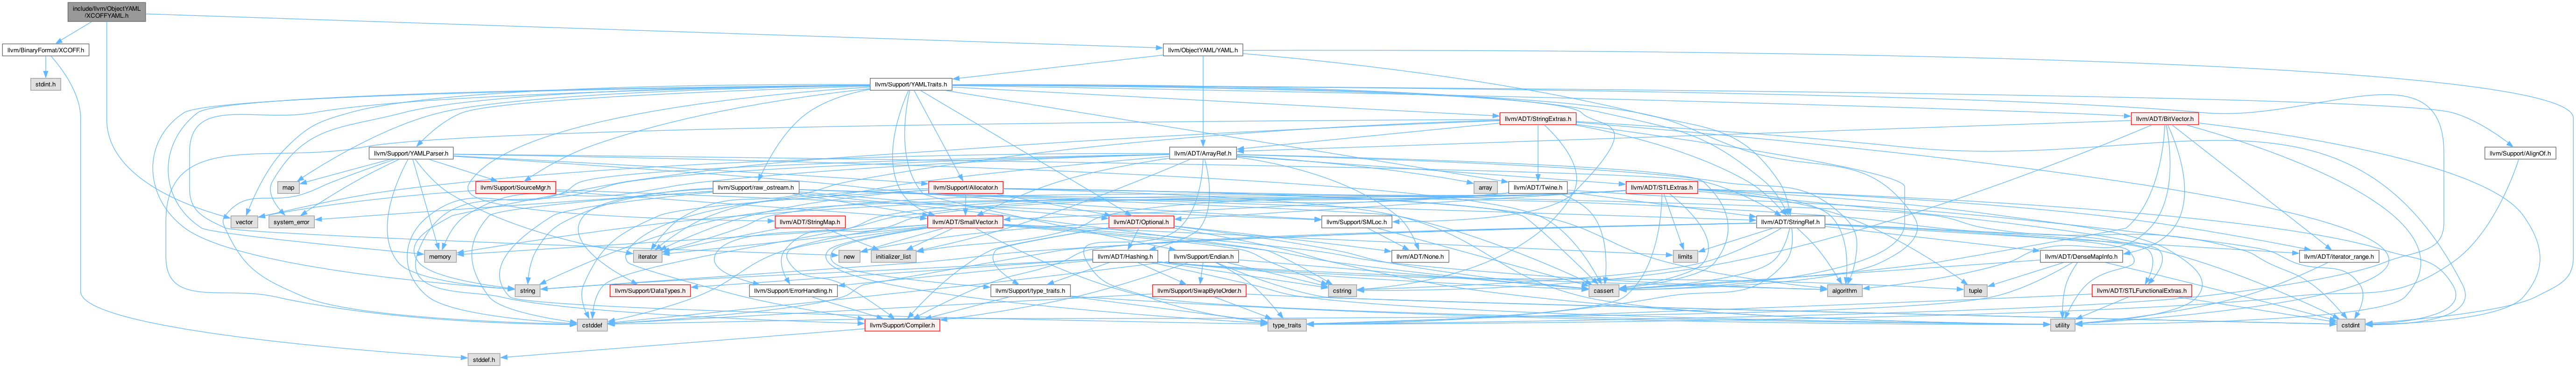 include/llvm/ObjectYAML
/XCOFFYAML.h
llvm/BinaryFormat/XCOFF.h
llvm/ObjectYAML/YAML.h
stdint.h
llvm/Support/YAMLTraits.h
llvm/ADT/StringExtras.h
llvm/ADT/BitVector.h
llvm/Support/YAMLParser.h
llvm/ADT/ArrayRef.h
llvm/Support/AlignOf.h
map
llvm/Support/SourceMgr.h
llvm/Support/raw_ostream.h
llvm/Support/Allocator.h
array
llvm/ADT/Twine.h
llvm/ADT/STLExtras.h
vector
system_error
llvm/ADT/StringMap.h
llvm/ADT/SmallVector.h
llvm/ADT/Optional.h
llvm/Support/SMLoc.h
llvm/ADT/StringRef.h
memory
iterator
new
initializer_list
llvm/ADT/Hashing.h
llvm/Support/Endian.h
llvm/ADT/None.h
limits
llvm/ADT/DenseMapInfo.h
llvm/ADT/iterator_range.h
string
llvm/Support/DataTypes.h
llvm/Support/ErrorHandling.h
llvm/Support/type_traits.h
llvm/Support/SwapByteOrder.h
cstring
cassert
algorithm
tuple
llvm/ADT/STLFunctionalExtras.h
cstddef
llvm/Support/Compiler.h
type_traits
utility
cstdint
stddef.h